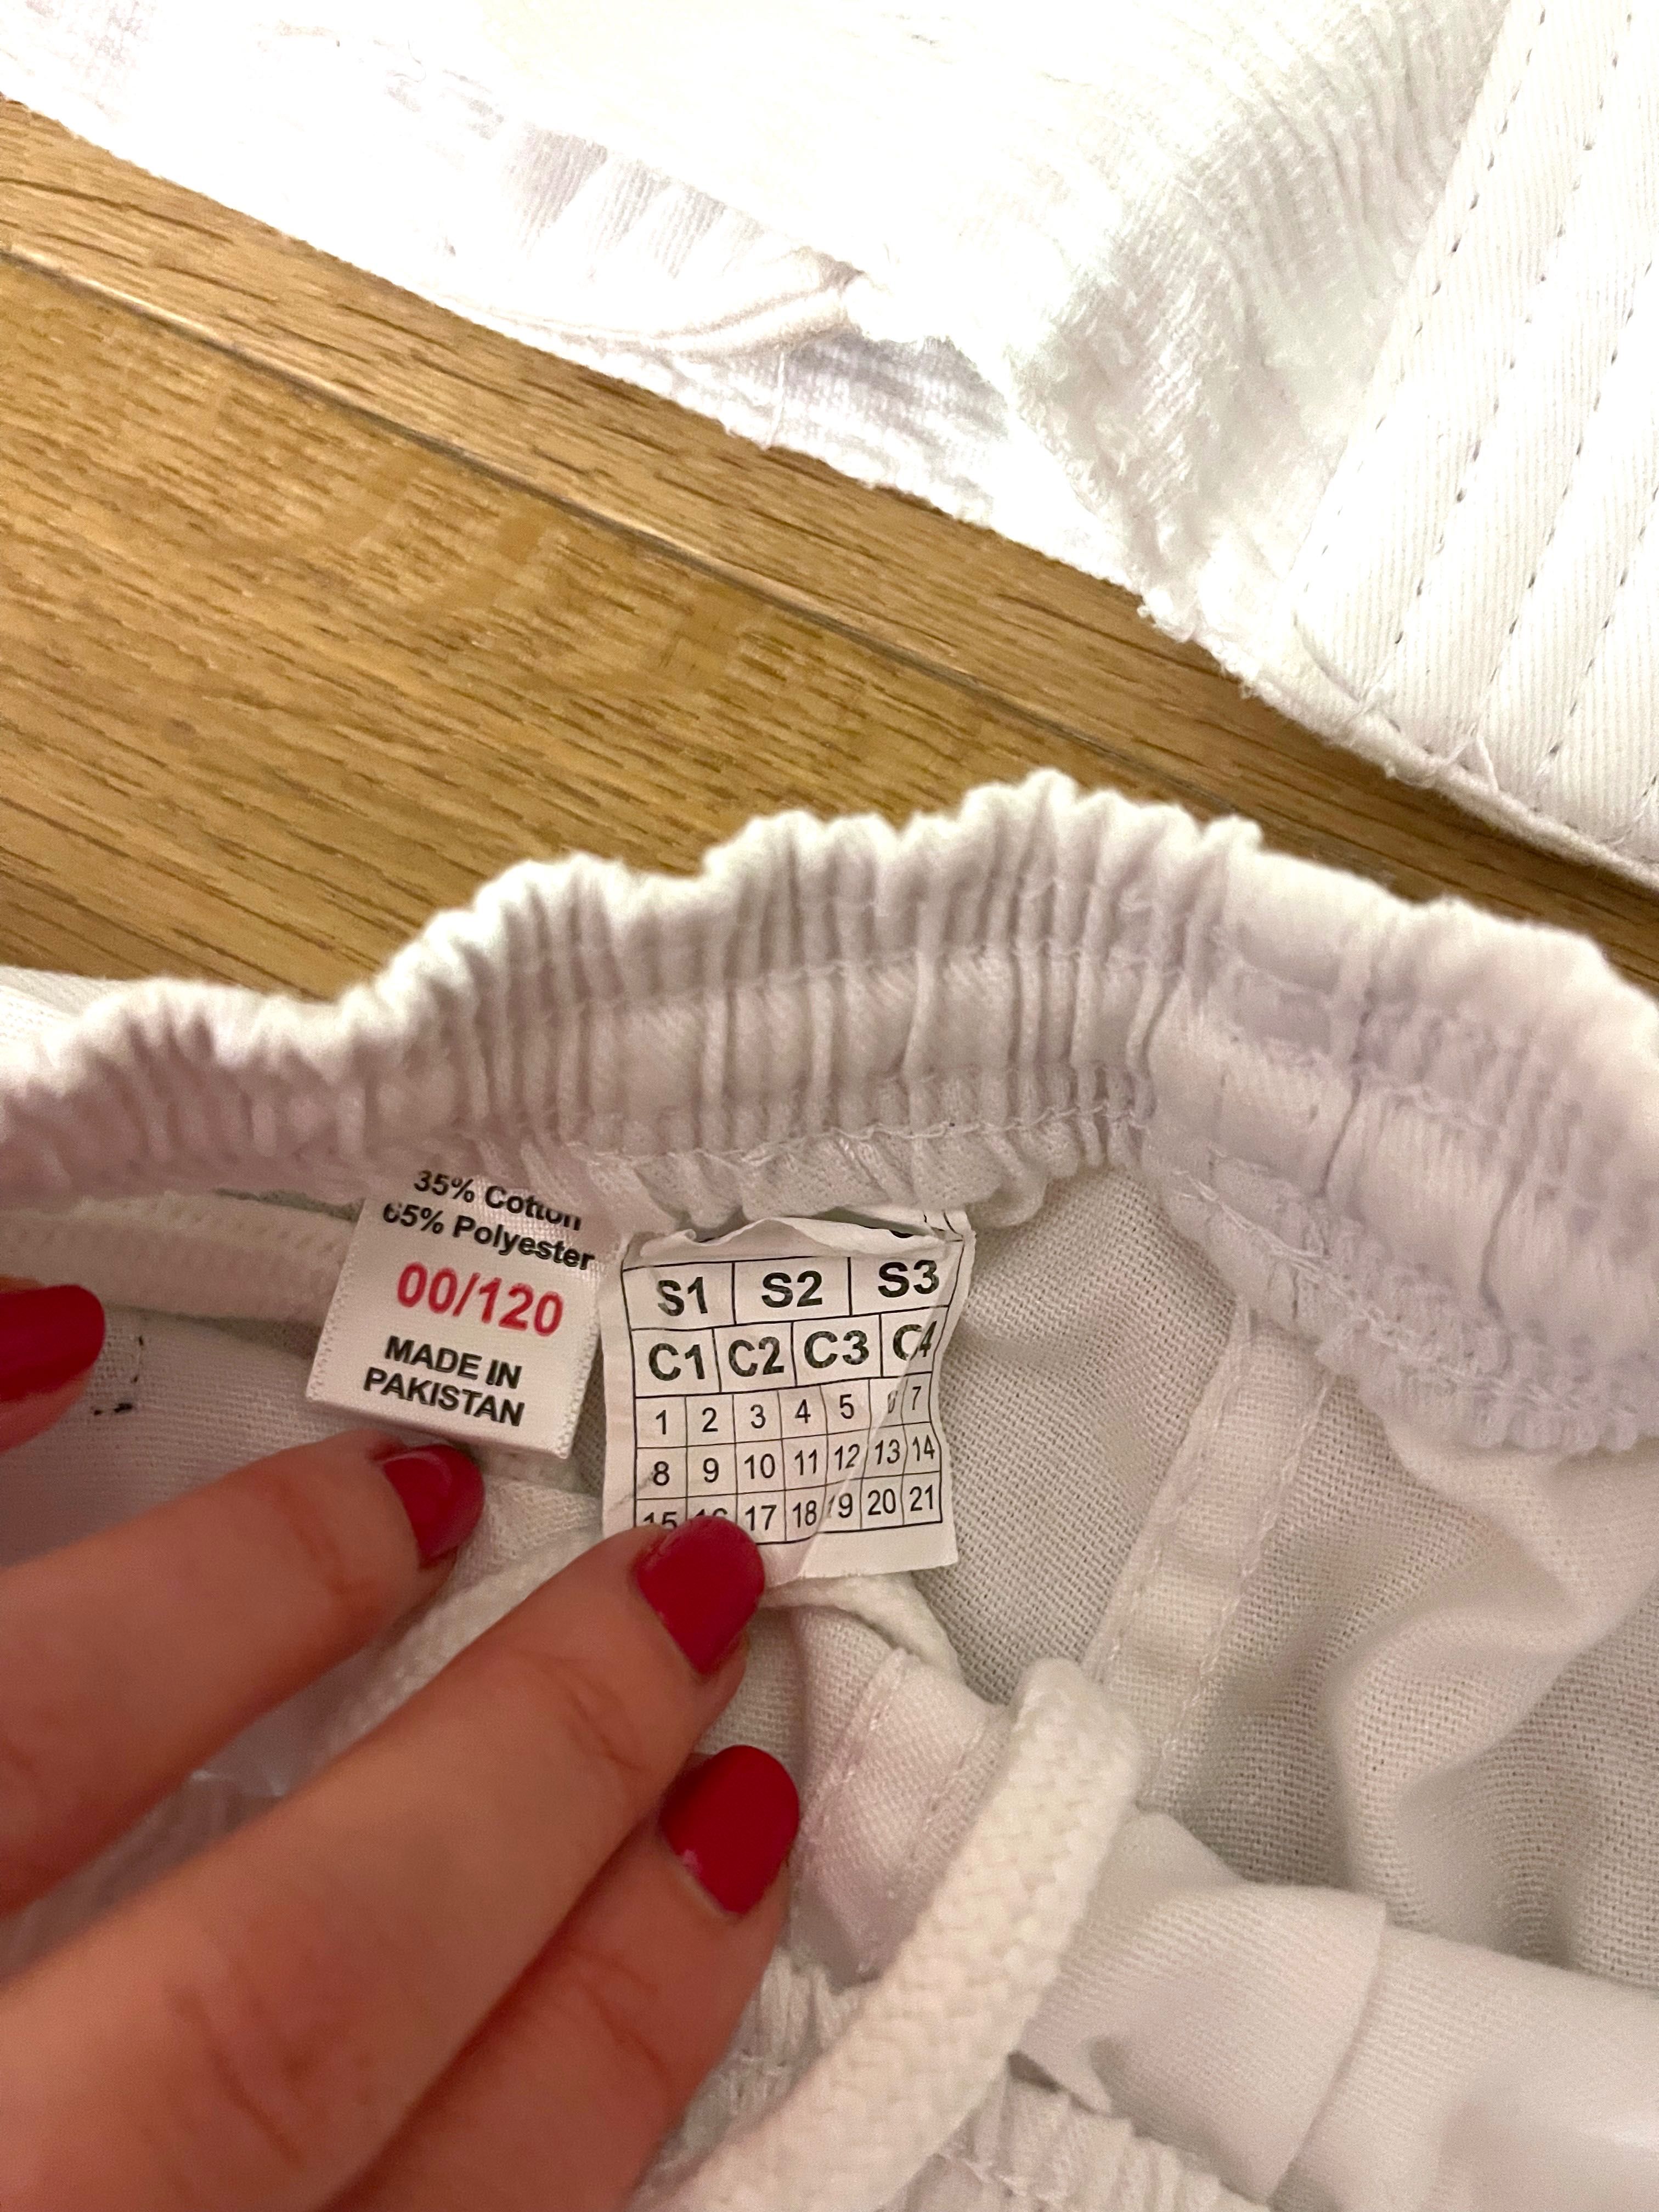 35% Cotton
65% Polyester
00/120
MADE IN
PAKISTAN
S1 S2 S3
C1 C2 C3 C4
1 2 3 4 5 6 7
8 9 10 11 12 13 14
15 16 17 18 19 20 21